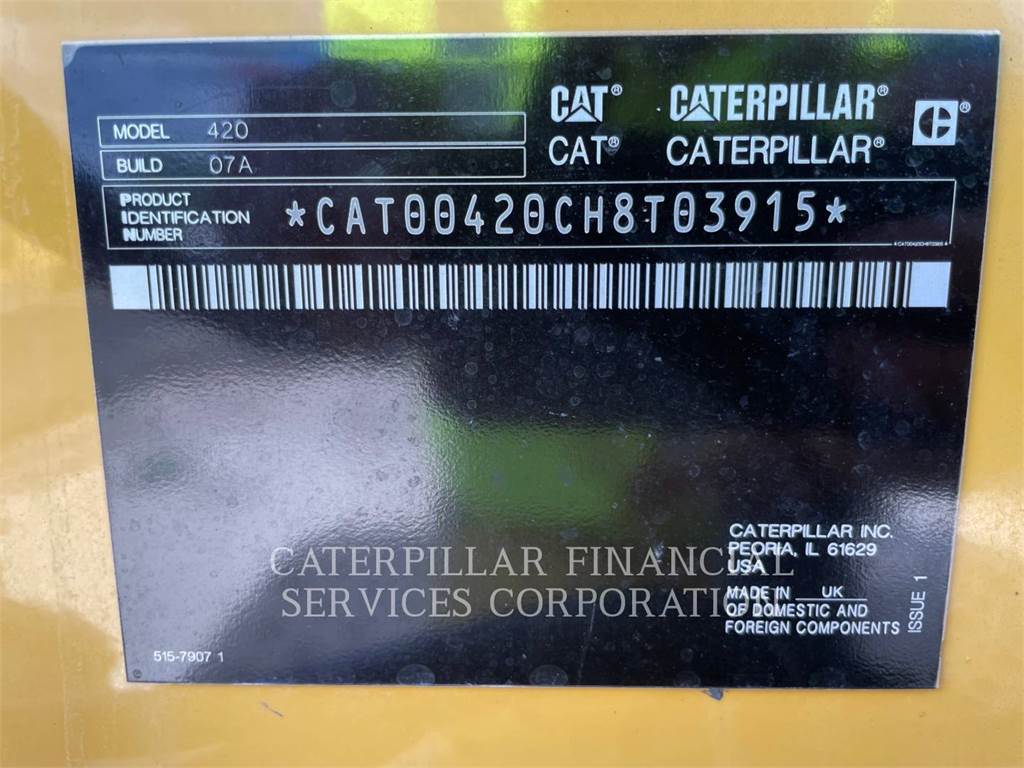 CAT® CATERPILLAR®
CAT® CATERPILLAR®
MODEL 420
BUILD 07A
PRODUCT
IDENTIFICATION
NUMBER
*CAT00420CH8T03915*
CATERPILLAR INC.
PEORIA, IL 61629
USA
MADE IN UK
OF DOMESTIC AND
FOREIGN COMPONENTS
ISSUE 1
515-7907 1
CATERPILLAR FINANCIAL
SERVICES CORPORATION